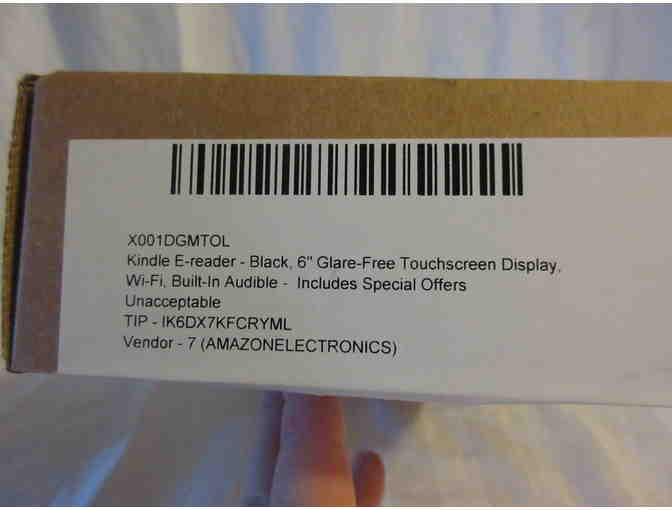 X001DGMTOL
Kindle E-reader - Black, 6" Glare-Free Touchscreen Display,
Wi-Fi, Built-In Audible - Includes Special Offers
Unacceptable
TIP - IK6DX7KFCRYML
Vendor - 7 (AMAZONELECTRONICS)